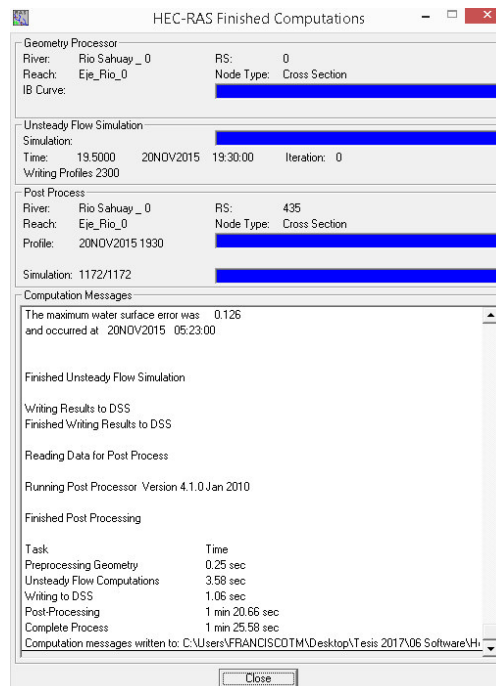 HEC-RAS Finished Computations
Geometry Processor
River: Rio Sahuay _ 0 RS: 0
Reach: Eje_Rio_0 Node Type: Cross Section
IB Curve:
Unsteady Flow Simulation
Simulation:
Time: 19.5000 20NOV2015 19:30:00 Iteration: 0
Writing Profiles 2300
Post Process
River: Rio Sahuay _ 0 RS: 435
Reach: Eje_Rio_0 Node Type: Cross Section
Profile: 20NOV2015 1930
Simulation: 1172/1172
Computation Messages
The maximum water surface error was 0.126
and occurred at 20NOV2015 05:23:00
Finished Unsteady Flow Simulation
Writing Results to DSS
Finished Writing Results to DSS
Reading Data for Post Process
Running Post Processor Version 4.1.0 Jan 2010
Finished Post Processing
Task Time
Preprocessing Geometry 0.25 sec
Unsteady Flow Computations 3.58 sec
Writing to DSS 1.06 sec
Post-Processing 1 min 20.66 sec
Complete Process 1 min 25.58 sec
Computation messages written to: C:\Users\FRANCISCOTM\Desktop\Tesis 2017\06 Software\H
Close